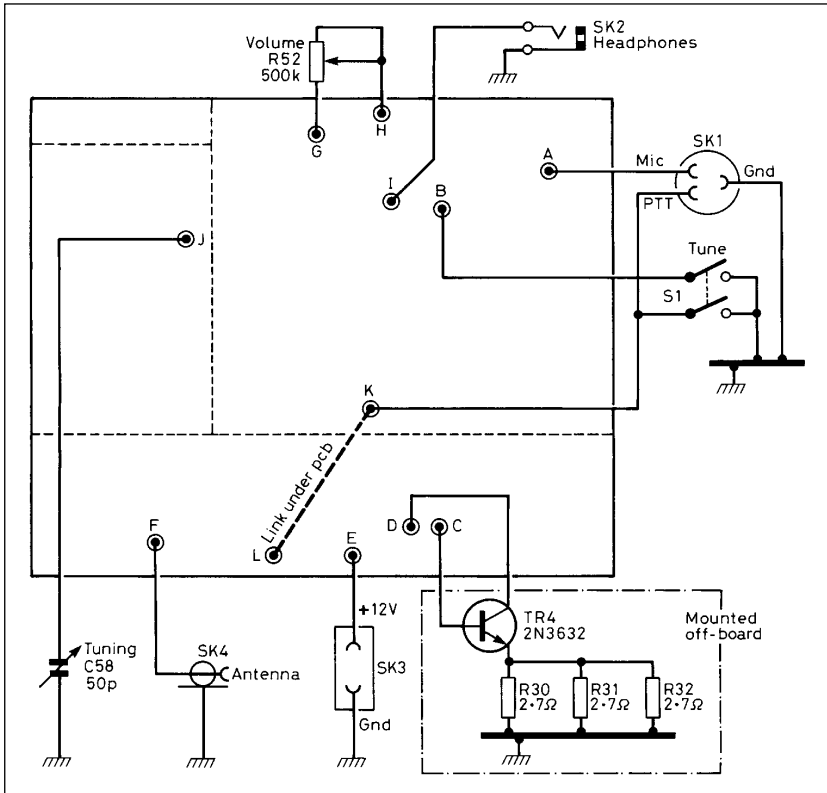 SK2
Headphones
Volume
R52
500k
H
G
A
Mic
SK1
Gnd
I
B
PTT
J
Tune
S1
K
Link under pcb
F
L
E
D
C
+12V
TR4
2N3632
Mounted
off-board
Tuning
C58
50p
SK4
Antenna
SK3
Gnd
R30
2·7Ω
R31
2·7Ω
R32
2·7Ω